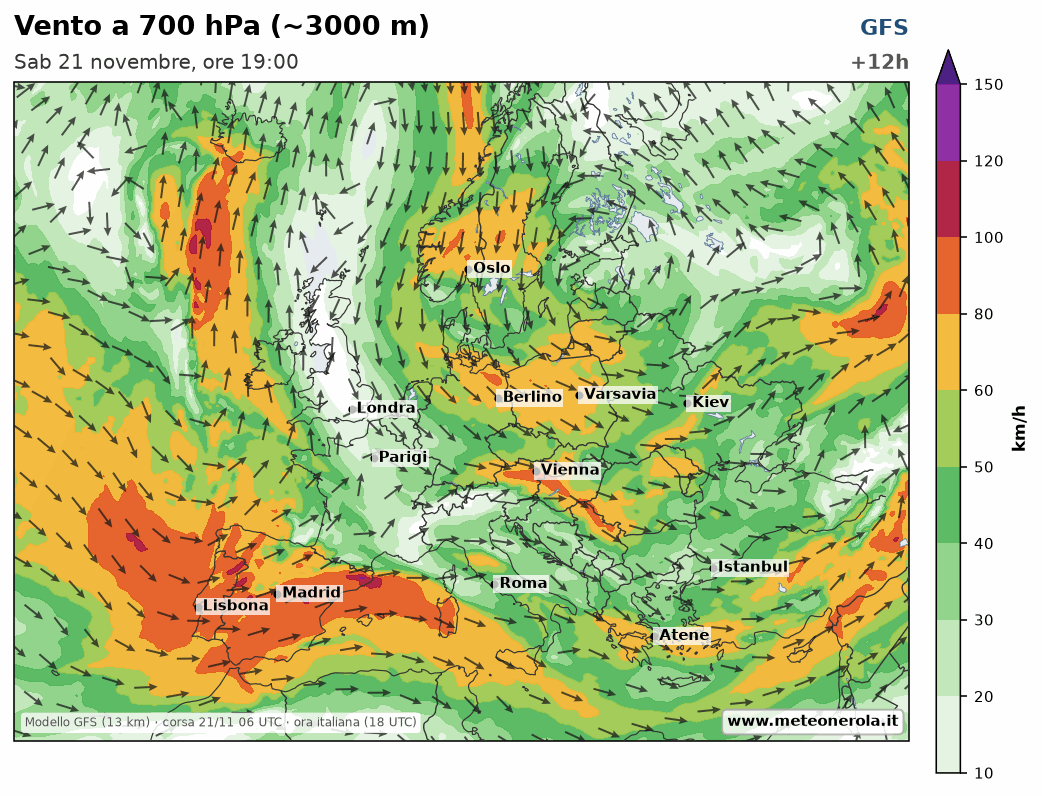 Vento a 700 hPa (~3000 m)
GFS
Sab 21 novembre, ore 19:00
+12h
150
120
100
80
60
50
40
30
20
10
km/h
Oslo
Berlino
Varsavia
Kiev
Londra
Parigi
Vienna
Istanbul
Roma
Madrid
Lisbona
Atene
Modello GFS (13 km) · corsa 21/11 06 UTC · ora italiana (18 UTC)
www.meteonerola.it